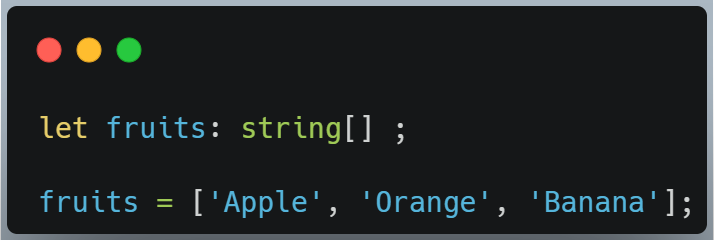 let fruits: string[] ;
fruits = ['Apple', 'Orange', 'Banana'];